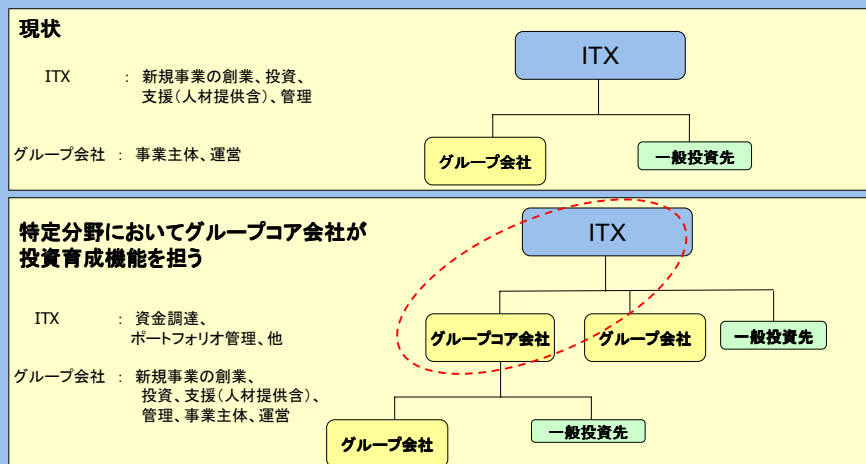 現状
ITX : 新規事業の創業、投資、
支援(人材提供含)、管理
グループ会社 : 事業主体、運営
ITX
グループ会社
一般投資先
特定分野においてグループコア会社が
投資育成機能を担う
ITX : 資金調達、
ポートフォリオ管理、他
グループ会社 : 新規事業の創業、
投資、支援(人材提供含)、
管理、事業主体、運営
ITX
グループコア会社
グループ会社
一般投資先
グループ会社
一般投資先